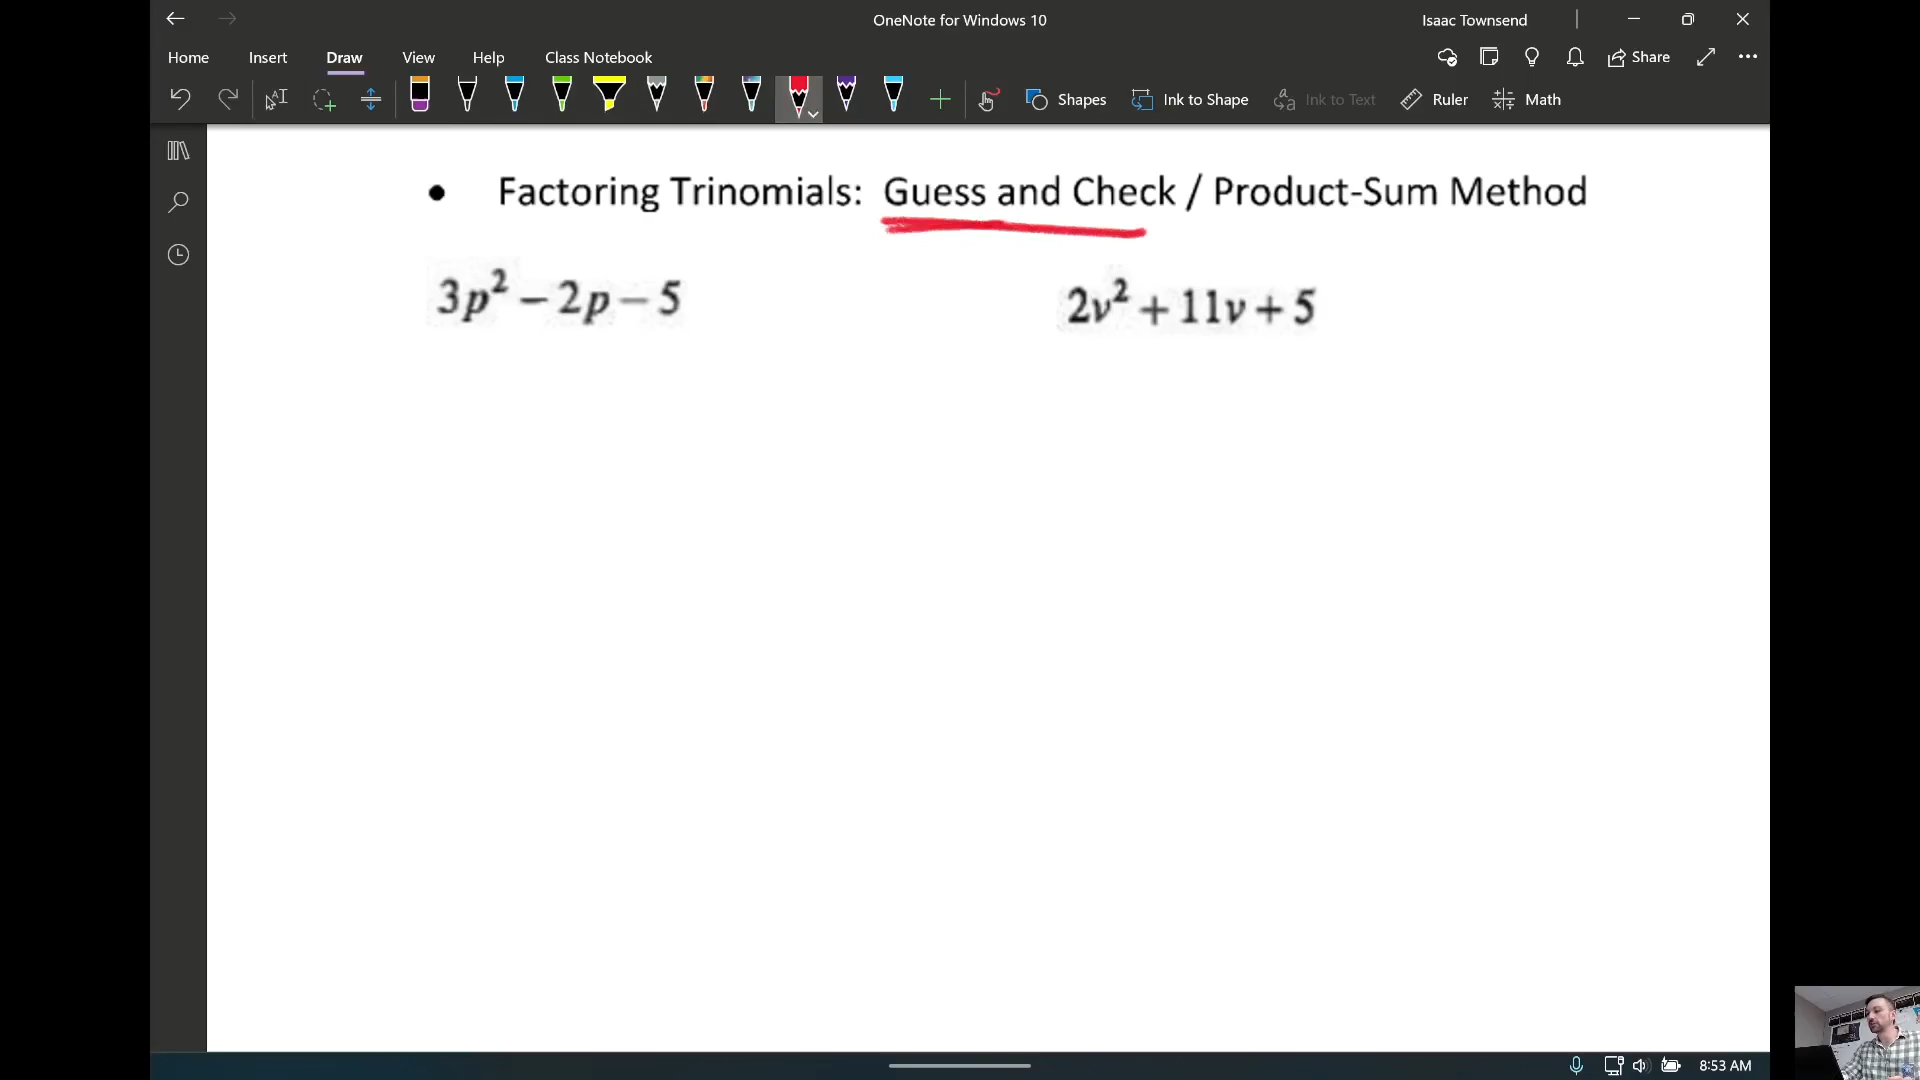 OneNote for Windows 10
Isaac Townsend
Home Insert Draw View Help Class Notebook
Share
Shapes Ink to Shape Ink to Text Ruler Math
• Factoring Trinomials: Guess and Check / Product-Sum Method
3p² – 2p – 5
2v² + 11v + 5
8:53 AM